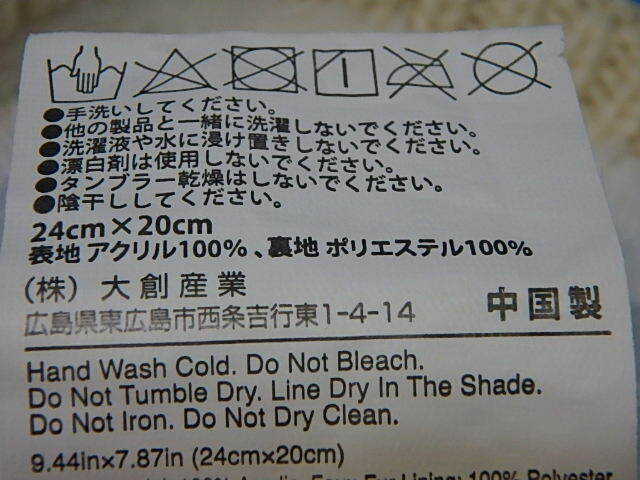 ●手洗いしてください。
●他の製品と一緒に洗濯しないでください。
●洗濯液や水に浸け置きしないでください。
●漂白剤は使用しないでください。
●タンブラー乾燥はしないでください。
●陰干ししてください。
24cm×20cm
表地 アクリル100%、裏地 ポリエステル100%
(株) 大創産業
広島県東広島市西条吉行東1-4-14 中国製
Hand Wash Cold. Do Not Bleach.
Do Not Tumble Dry. Line Dry In The Shade.
Do Not Iron. Do Not Dry Clean.
9.44in×7.87in (24cm×20cm)
100% Acrylic, Faux Fur Lining: 100% Polyester